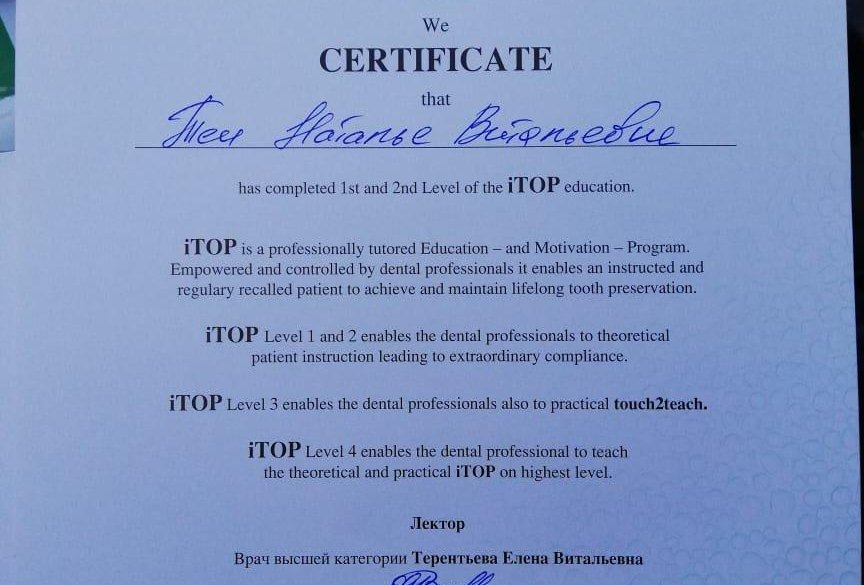 We
CERTIFICATE
that
Тен Наталье Витальевне
has completed 1st and 2nd Level of the iTOP education.
iTOP is a professionally tutored Education – and Motivation – Program.
Empowered and controlled by dental professionals it enables an instructed and
regulary recalled patient to achieve and maintain lifelong tooth preservation.
iTOP Level 1 and 2 enables the dental professionals to theoretical
patient instruction leading to extraordinary compliance.
iTOP Level 3 enables the dental professionals also to practical touch2teach.
iTOP Level 4 enables the dental professional to teach
the theoretical and practical iTOP on highest level.
Лектор
Врач высшей категории Терентьева Елена Витальевна